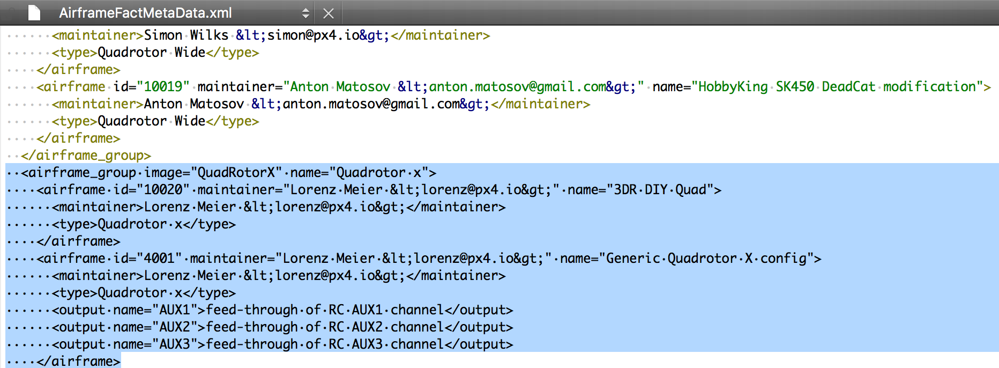 AirframeFactMetaData.xml
<maintainer>Simon Wilks &lt;simon@px4.io&gt;</maintainer>
<type>Quadrotor Wide</type>
</airframe>
<airframe id="10019" maintainer="Anton Matosov &lt;anton.matosov@gmail.com&gt;" name="HobbyKing SK450 DeadCat modification">
<maintainer>Anton Matosov &lt;anton.matosov@gmail.com&gt;</maintainer>
<type>Quadrotor Wide</type>
</airframe>
</airframe_group>
<airframe_group image="QuadRotorX" name="Quadrotor x">
<airframe id="10020" maintainer="Lorenz Meier &lt;lorenz@px4.io&gt;" name="3DR DIY Quad">
<maintainer>Lorenz Meier &lt;lorenz@px4.io&gt;</maintainer>
<type>Quadrotor x</type>
</airframe>
<airframe id="4001" maintainer="Lorenz Meier &lt;lorenz@px4.io&gt;" name="Generic Quadrotor X config">
<maintainer>Lorenz Meier &lt;lorenz@px4.io&gt;</maintainer>
<type>Quadrotor x</type>
<output name="AUX1">feed-through of RC AUX1 channel</output>
<output name="AUX2">feed-through of RC AUX2 channel</output>
<output name="AUX3">feed-through of RC AUX3 channel</output>
</airframe>